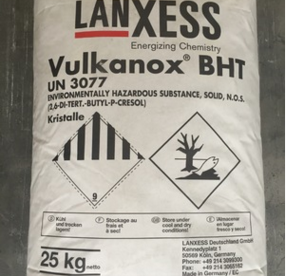 LANXESS
Energizing Chemistry
Vulkanox® BHT
UN 3077
ENVIRONMENTALLY HAZARDOUS SUBSTANCE, SOLID, N.O.S.
(2,6-DI-TERT.-BUTYL-P-CRESOL)
Kristalle
9
Kühl und trocken lagern!
Stockage au frais et à sec!
Store under cool and dry conditions!
Almacenar en lugar fresco y seco!
25 kg netto
LANXESS Deutschland GmbH
Kennedyplatz 1
50569 Köln, Germany
Made in Germany / EC